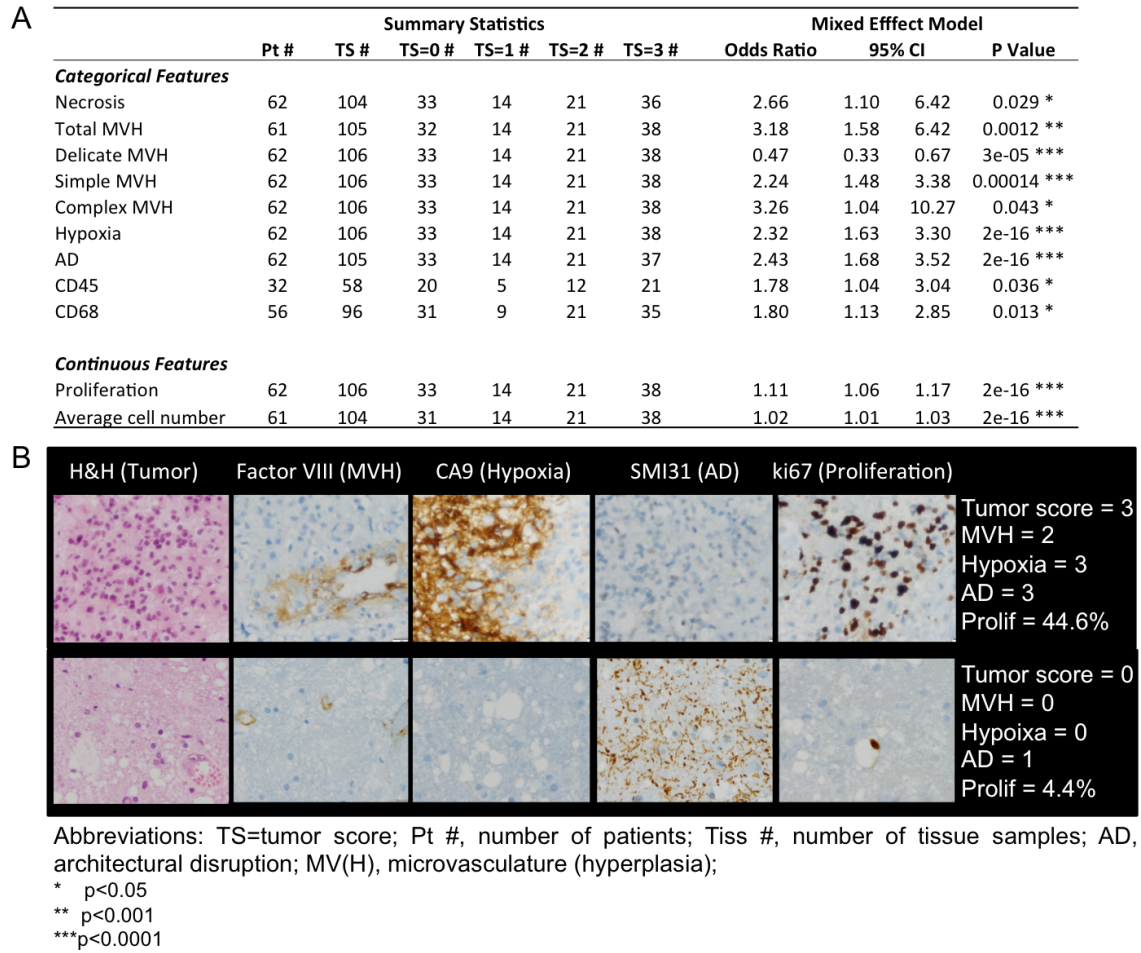 A
Summary Statistics Mixed Efffect Model
Pt # TS # TS=0 # TS=1 # TS=2 # TS=3 # Odds Ratio 95% CI P Value
Categorical Features
Necrosis 62 104 33 14 21 36 2.66 1.10 6.42 0.029 *
Total MVH 61 105 32 14 21 38 3.18 1.58 6.42 0.0012 **
Delicate MVH 62 106 33 14 21 38 0.47 0.33 0.67 3e-05 ***
Simple MVH 62 106 33 14 21 38 2.24 1.48 3.38 0.00014 ***
Complex MVH 62 106 33 14 21 38 3.26 1.04 10.27 0.043 *
Hypoxia 62 106 33 14 21 38 2.32 1.63 3.30 2e-16 ***
AD 62 105 33 14 21 37 2.43 1.68 3.52 2e-16 ***
CD45 32 58 20 5 12 21 1.78 1.04 3.04 0.036 *
CD68 56 96 31 9 21 35 1.80 1.13 2.85 0.013 *
Continuous Features
Proliferation 62 106 33 14 21 38 1.11 1.06 1.17 2e-16 ***
Average cell number 61 104 31 14 21 38 1.02 1.01 1.03 2e-16 ***
B
H&H (Tumor) Factor VIII (MVH) CA9 (Hypoxia) SMI31 (AD) ki67 (Proliferation)
Tumor score = 3
MVH = 2
Hypoxia = 3
AD = 3
Prolif = 44.6%
Tumor score = 0
MVH = 0
Hypoixa = 0
AD = 1
Prolif = 4.4%
Abbreviations: TS=tumor score; Pt #, number of patients; Tiss #, number of tissue samples; AD,
architectural disruption; MV(H), microvasculature (hyperplasia);
* p<0.05
** p<0.001
***p<0.0001